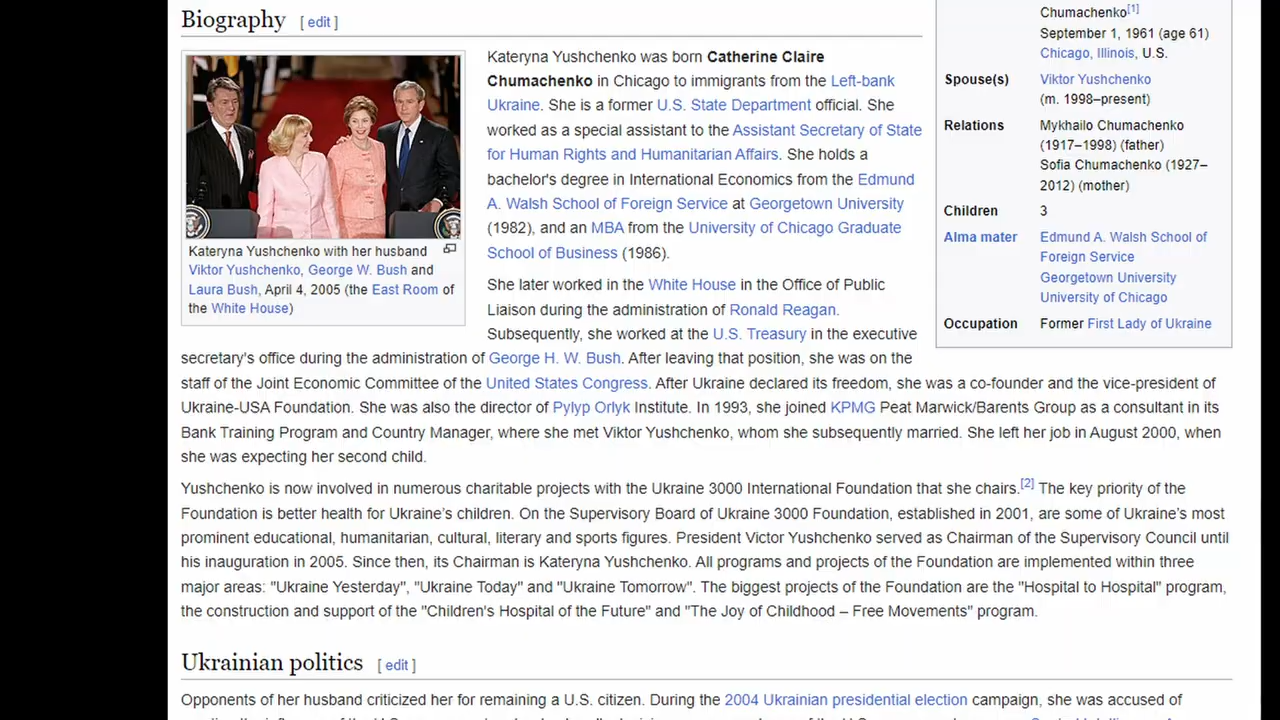 Biography [ edit ]
Kateryna Yushchenko with her husband
Viktor Yushchenko, George W. Bush and
Laura Bush, April 4, 2005 (the East Room of
the White House)
Kateryna Yushchenko was born Catherine Claire
Chumachenko in Chicago to immigrants from the Left-bank
Ukraine. She is a former U.S. State Department official. She
worked as a special assistant to the Assistant Secretary of State
for Human Rights and Humanitarian Affairs. She holds a
bachelor's degree in International Economics from the Edmund
A. Walsh School of Foreign Service at Georgetown University
(1982), and an MBA from the University of Chicago Graduate
School of Business (1986).
She later worked in the White House in the Office of Public
Liaison during the administration of Ronald Reagan.
Subsequently, she worked at the U.S. Treasury in the executive
secretary's office during the administration of George H. W. Bush. After leaving that position, she was on the
staff of the Joint Economic Committee of the United States Congress. After Ukraine declared its freedom, she was a co-founder and the vice-president of
Ukraine-USA Foundation. She was also the director of Pylyp Orlyk Institute. In 1993, she joined KPMG Peat Marwick/Barents Group as a consultant in its
Bank Training Program and Country Manager, where she met Viktor Yushchenko, whom she subsequently married. She left her job in August 2000, when
she was expecting her second child.
Yushchenko is now involved in numerous charitable projects with the Ukraine 3000 International Foundation that she chairs.[2] The key priority of the
Foundation is better health for Ukraine's children. On the Supervisory Board of Ukraine 3000 Foundation, established in 2001, are some of Ukraine's most
prominent educational, humanitarian, cultural, literary and sports figures. President Victor Yushchenko served as Chairman of the Supervisory Council until
his inauguration in 2005. Since then, its Chairman is Kateryna Yushchenko. All programs and projects of the Foundation are implemented within three
major areas: "Ukraine Yesterday", "Ukraine Today" and "Ukraine Tomorrow". The biggest projects of the Foundation are the "Hospital to Hospital" program,
the construction and support of the "Children's Hospital of the Future" and "The Joy of Childhood – Free Movements" program.
Chumachenko[1]
September 1, 1961 (age 61)
Chicago, Illinois, U.S.
Spouse(s) Viktor Yushchenko
(m. 1998–present)
Relations Mykhailo Chumachenko
(1917–1998) (father)
Sofia Chumachenko (1927–
2012) (mother)
Children 3
Alma mater Edmund A. Walsh School of
Foreign Service
Georgetown University
University of Chicago
Occupation Former First Lady of Ukraine
Ukrainian politics [ edit ]
Opponents of her husband criticized her for remaining a U.S. citizen. During the 2004 Ukrainian presidential election campaign, she was accused of